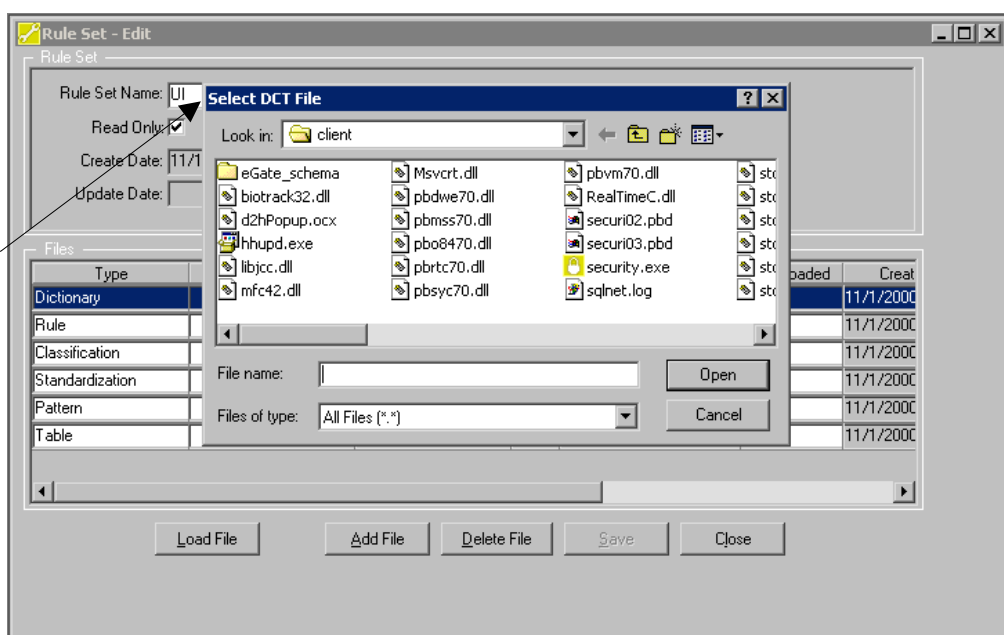 Rule Set - Edit
Rule Set
Rule Set Name: UI
Read Only:
Create Date: 11/1
Update Date:
Select DCT File
Look in: client
eGate_schema
biotrack32.dll
d2hPopup.ocx
hhupd.exe
libjcc.dll
mfc42.dll
Msvcrt.dll
pbdwe70.dll
pbmss70.dll
pbo8470.dll
pbrtc70.dll
pbsyc70.dll
pbvm70.dll
RealTimeC.dll
securi02.pbd
securi03.pbd
security.exe
sqlnet.log
File name:
Open
Files of type: All Files (*.*)
Cancel
Files
Type oaded Creat
Dictionary 11/1/2000
Rule 11/1/2000
Classification 11/1/2000
Standardization 11/1/2000
Pattern 11/1/2000
Table 11/1/2000
Load File Add File Delete File Save Close